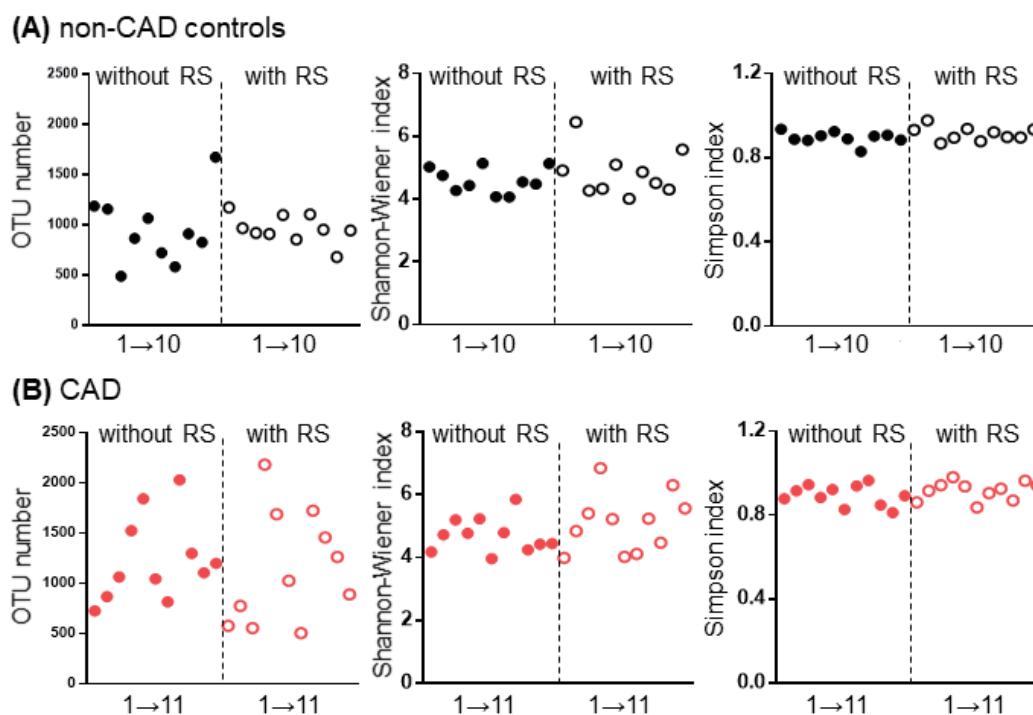 (A) non-CAD controls
without RS with RS
OTU number
2500
2000
1500
1000
500
0
1→10 1→10
without RS with RS
Shannon-Wiener index
8
6
4
2
0
1→10 1→10
without RS with RS
Simpson index
1.2
0.9
0.4
0.0
1→10 1→10
(B) CAD
without RS with RS
OTU number
2500
2000
1500
1000
500
0
1→11 1→11
without RS with RS
Shannon-Wiener index
8
6
4
2
0
1→11 1→11
without RS with RS
Simpson index
1.2
0.9
0.4
0.0
1→11 1→11